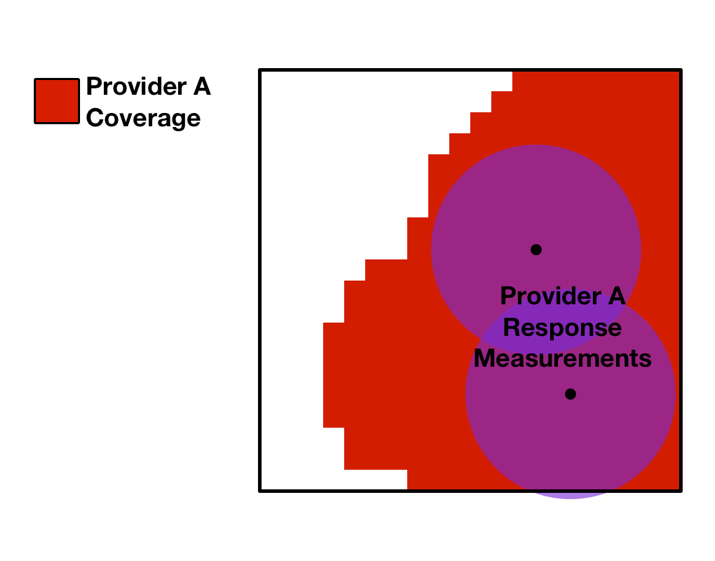 Provider A
Coverage
Provider A
Response
Measurements